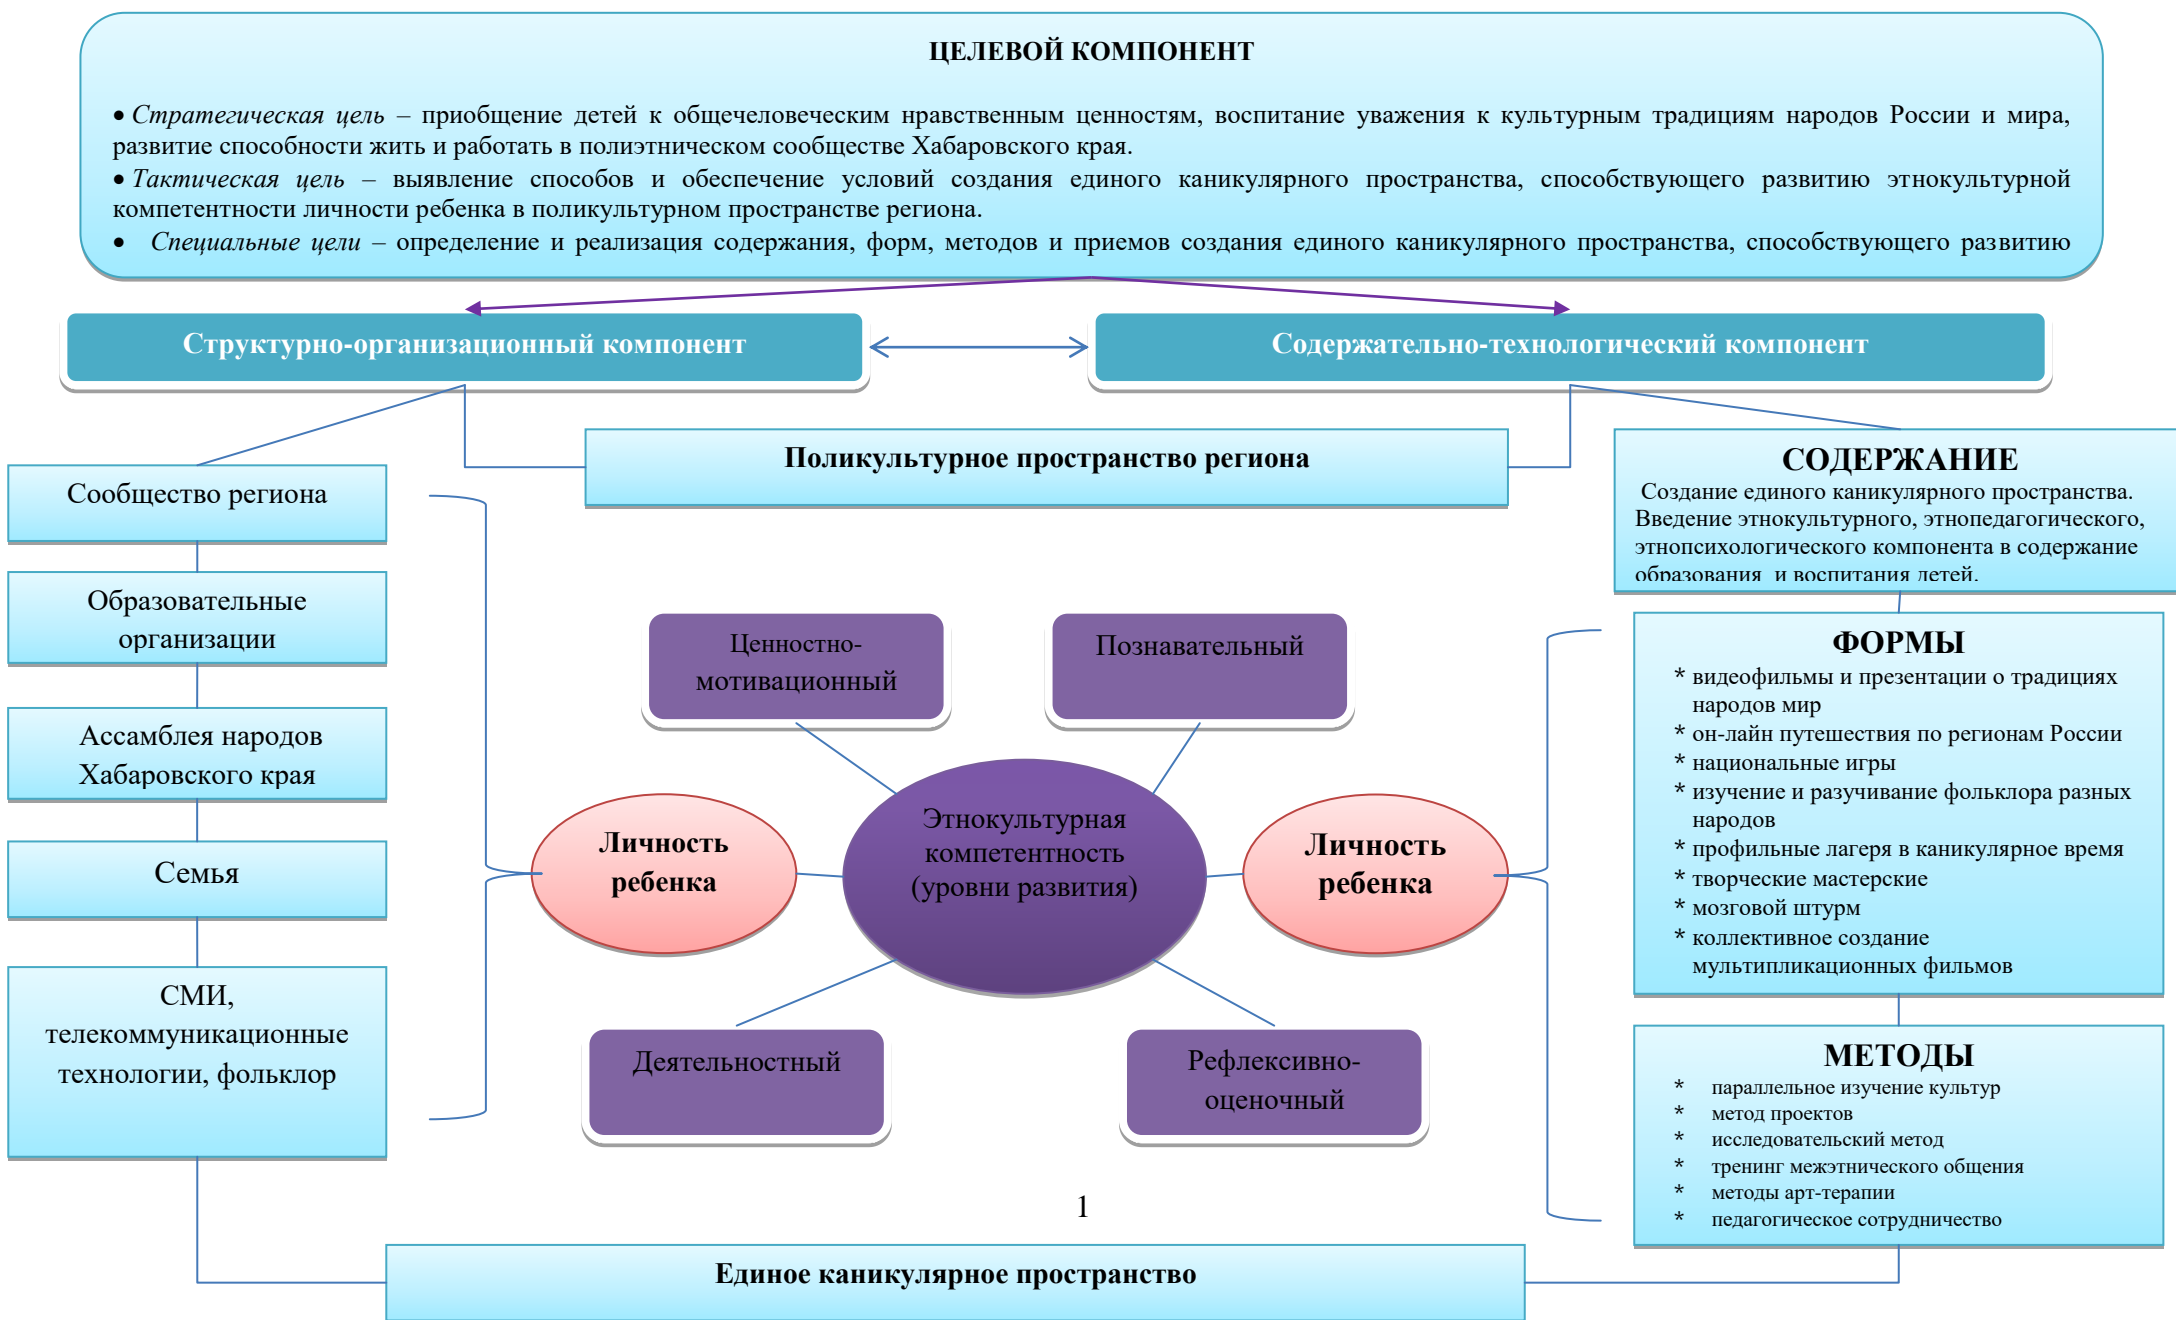 ЦЕЛЕВОЙ КОМПОНЕНТ
• Стратегическая цель – приобщение детей к общечеловеческим нравственным ценностям, воспитание уважения к культурным традициям народов России и мира,
развитие способности жить и работать в полиэтническом сообществе Хабаровского края.
• Тактическая цель – выявление способов и обеспечение условий создания единого каникулярного пространства, способствующего развитию этнокультурной
компетентности личности ребенка в поликультурном пространстве региона.
• Специальные цели – определение и реализация содержания, форм, методов и приемов создания единого каникулярного пространства, способствующего развитию
Структурно-организационный компонент
Содержательно-технологический компонент
Поликультурное пространство региона
Сообщество региона
Образовательные
организации
Ассамблея народов
Хабаровского края
Семья
СМИ,
телекоммуникационные
технологии, фольклор
Ценностно-
мотивационный
Познавательный
Личность
ребенка
Этнокультурная
компетентность
(уровни развития)
Личность
ребенка
Деятельностный
Рефлексивно-
оценочный
СОДЕРЖАНИЕ
Создание единого каникулярного пространства.
Введение этнокультурного, этнопедагогического,
этнопсихологического компонента в содержание
образования и воспитания детей.
ФОРМЫ
* видеофильмы и презентации о традициях
народов мир
* он-лайн путешествия по регионам России
* национальные игры
* изучение и разучивание фольклора разных
народов
* профильные лагеря в каникулярное время
* творческие мастерские
* мозговой штурм
* коллективное создание
мультипликационных фильмов
МЕТОДЫ
* параллельное изучение культур
* метод проектов
* исследовательский метод
* тренинг межэтнического общения
* методы арт-терапии
* педагогическое сотрудничество
1
Единое каникулярное пространство